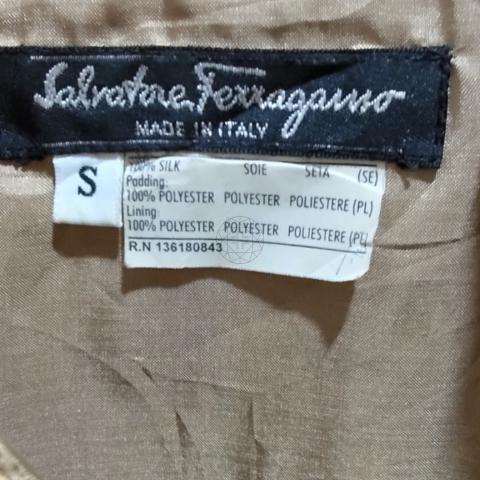 Salvatore Ferragamo
MADE IN ITALY
S
100% SILK SOIE SETA (SE)
Padding:
100% POLYESTER POLYESTER POLIESTERE (PL)
Lining:
100% POLYESTER POLYESTER POLIESTERE (PL)
R.N 136180843